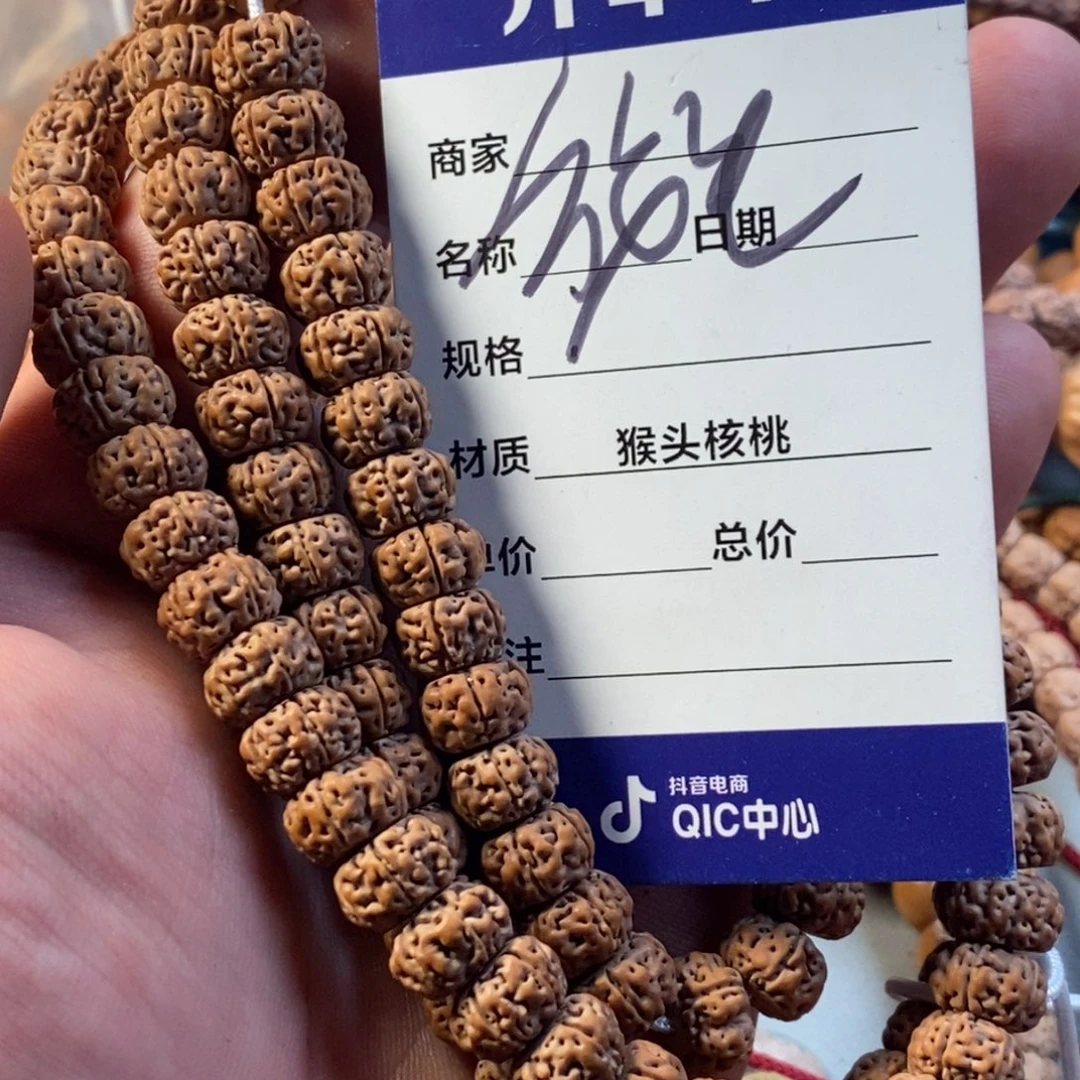 商家
名称 日期
规格
材质 猴头核桃
价 总价
注
抖音电商
QIC中心